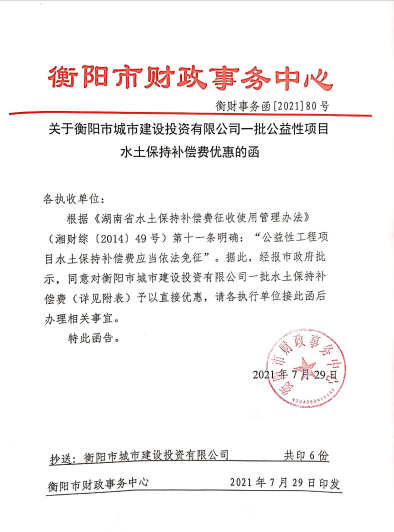 衡阳市财政事务中心
衡财事务函[2021]80号
关于衡阳市城市建设投资有限公司一批公益性项目
水土保持补偿费优惠的函
各执收单位：
根据《湖南省水土保持补偿费征收使用管理办法》
（湘财综〔2014〕49号）第十一条明确：“公益性工程项
目水土保持补偿费应当依法免征”。据此，经报市政府批
示，同意对衡阳市城市建设投资有限公司一批水土保持补
偿费（详见附表）予以直接优惠，请各执行单位接此函后
办理相关事宜。
特此函告。
衡阳市财政事务中心
2021年7月29日
抄送：衡阳市城市建设投资有限公司 共印6份
衡阳市财政事务中心 2021年7月29日印发